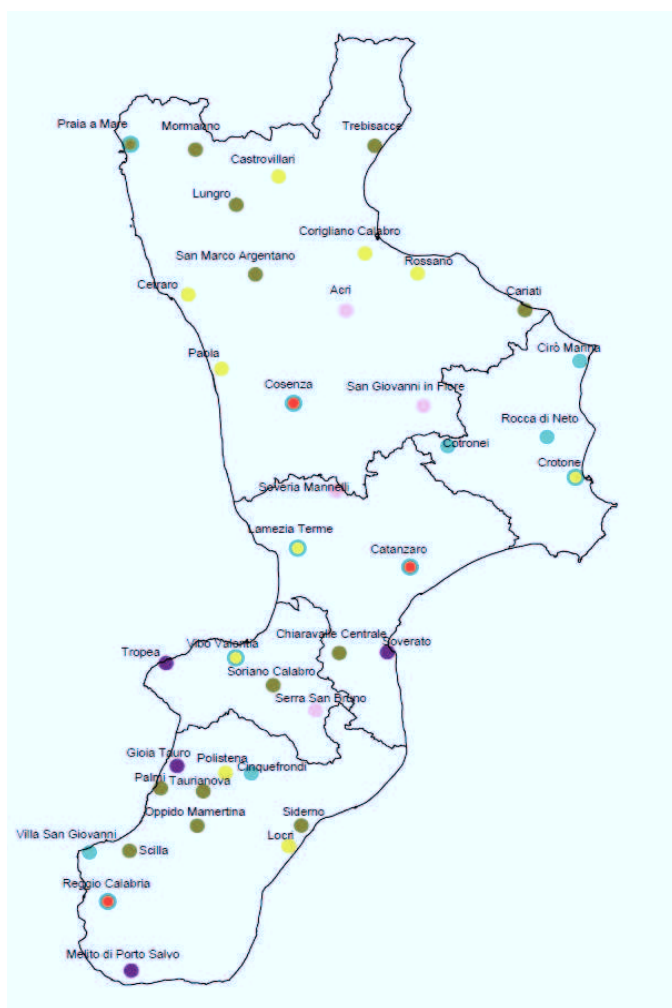 Praia a Mare
Mormanno
Trebisacce
Castrovillari
Lungro
Corigliano Calabro
San Marco Argentano
Rossano
Cetraro
Acri
Cariati
Paola
Cirò Marina
Cosenza
San Giovanni in Fiore
Rocca di Neto
Cotronei
Crotone
Soveria Mannelli
Lamezia Terme
Catanzaro
Vibo Valentia
Chiaravalle Centrale
Soverato
Tropea
Soriano Calabro
Serra San Bruno
Gioia Tauro
Polistena
Cinquefrondi
Palmi
Taurianova
Oppido Mamertina
Siderno
Villa San Giovanni
Locri
Scilla
Reggio Calabria
Melito di Porto Salvo